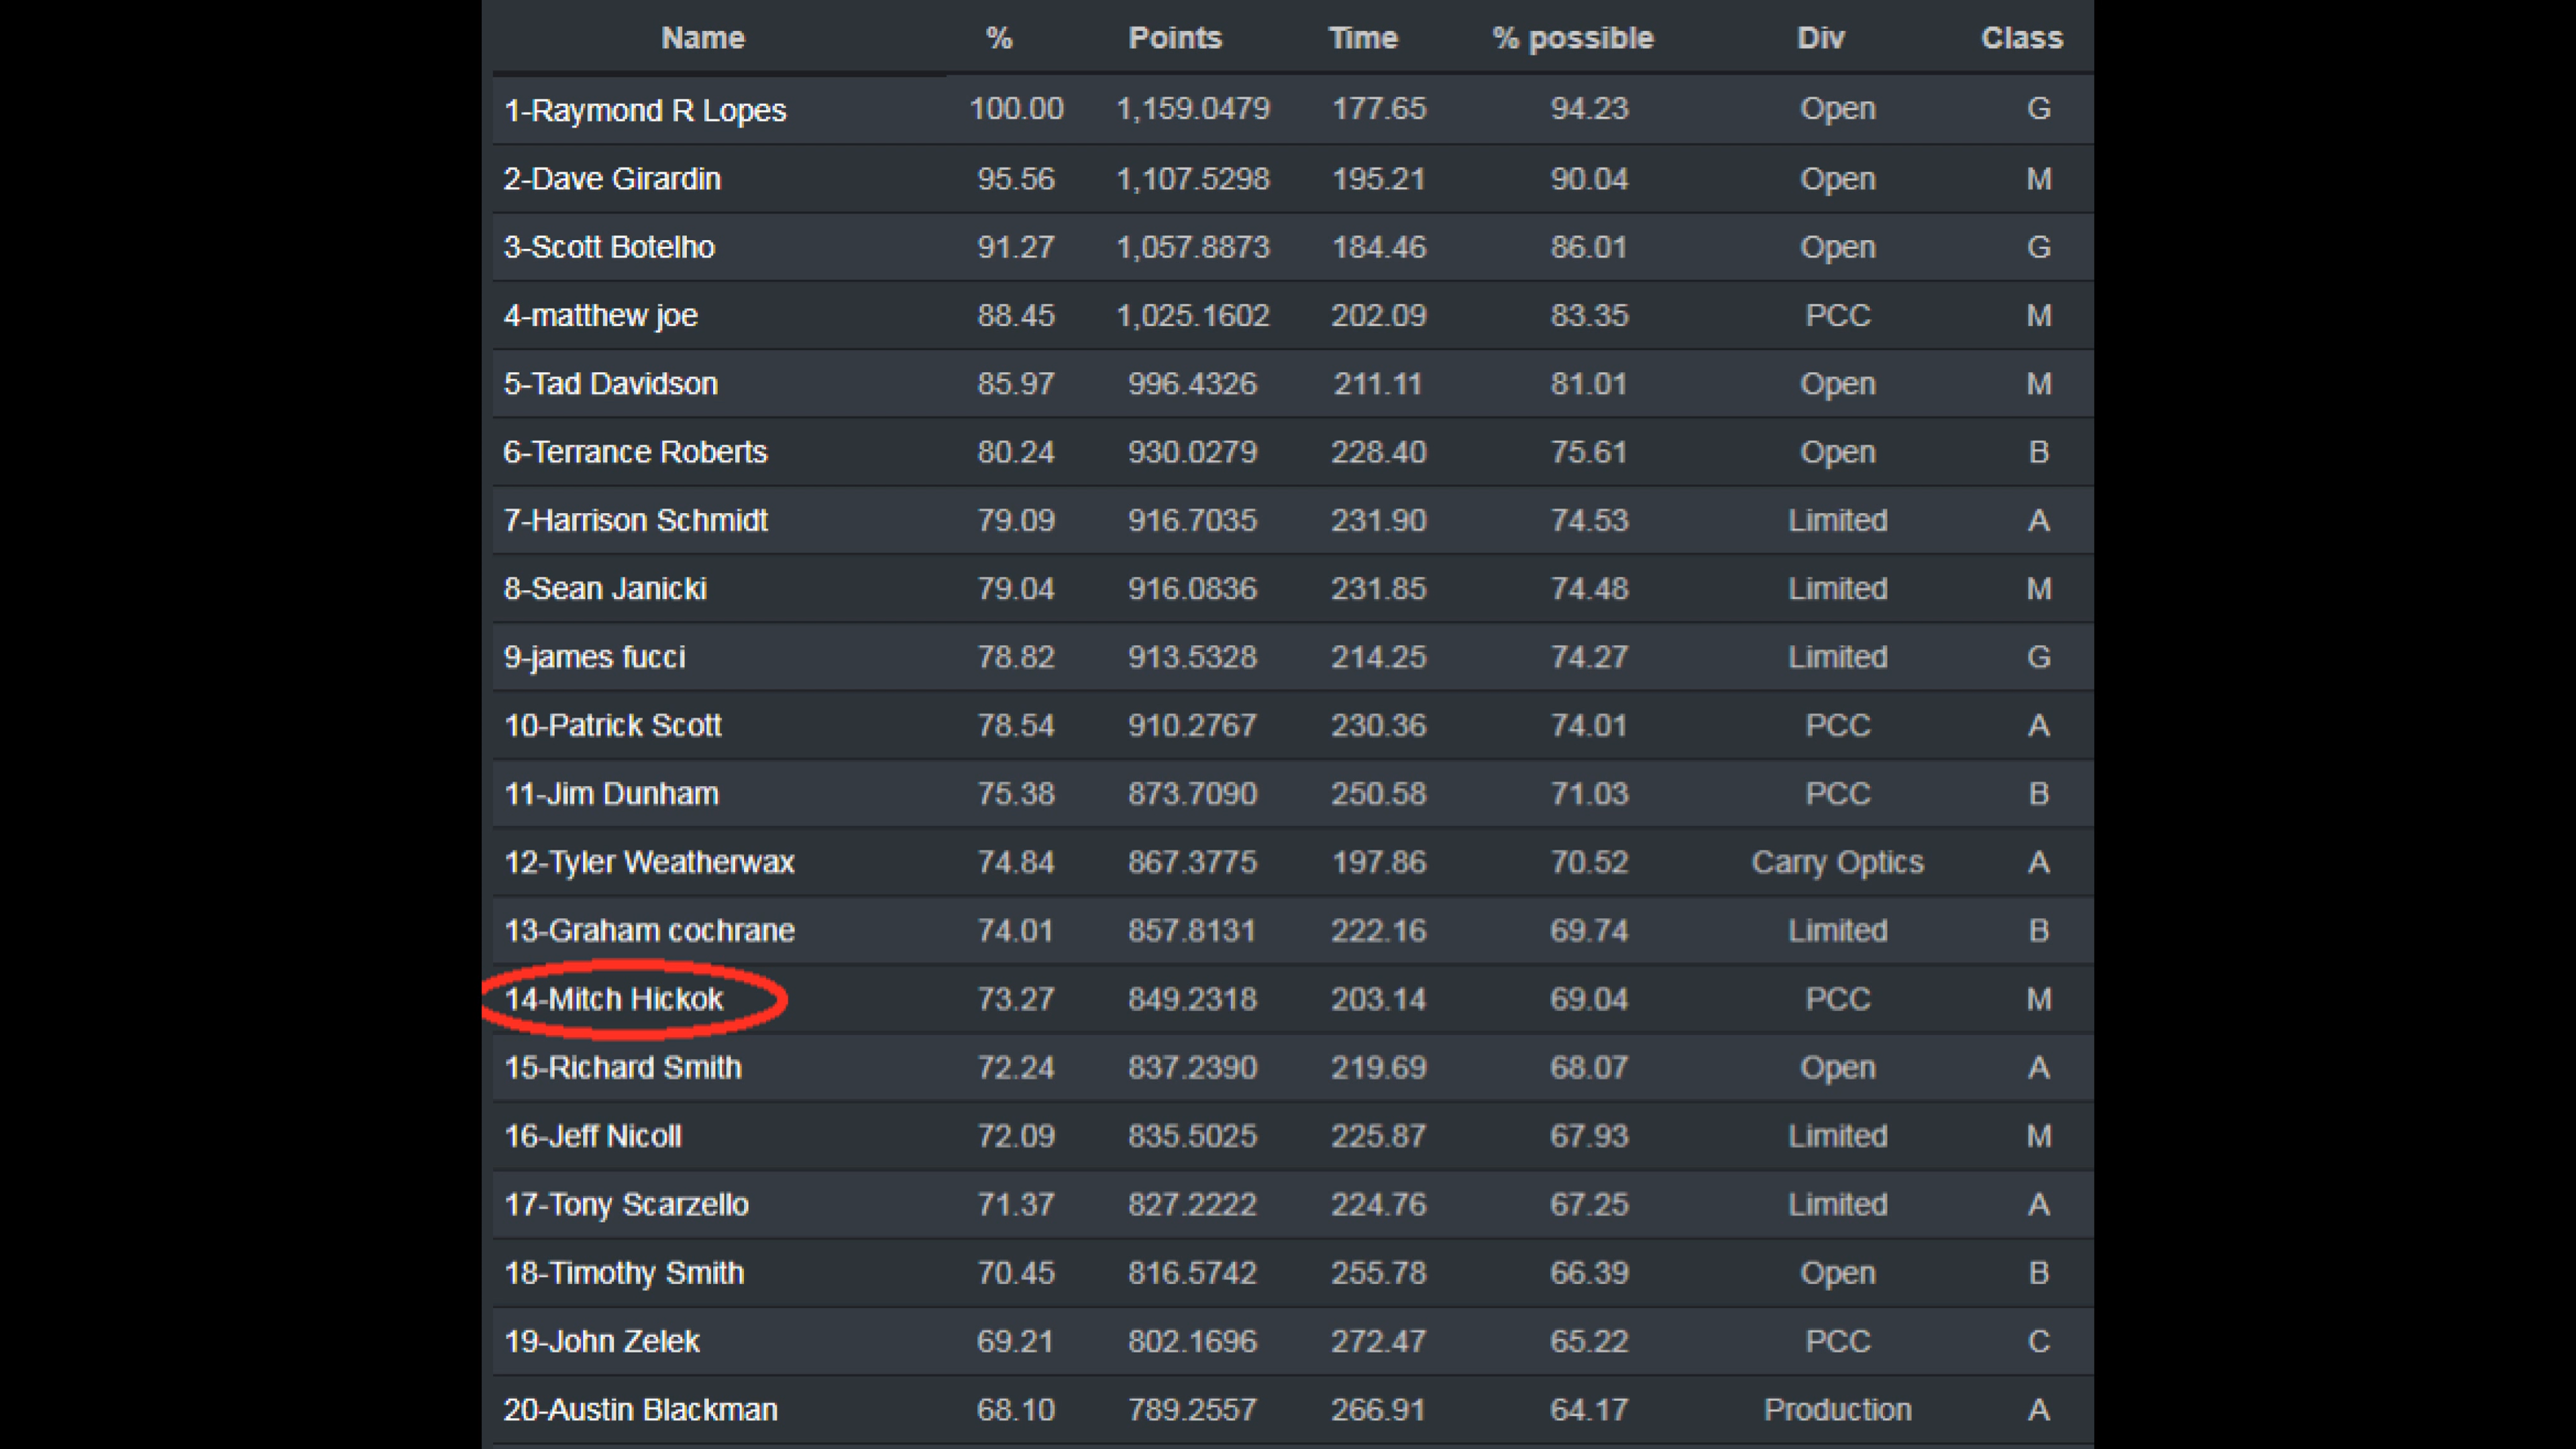 Name % Points Time % possible Div Class
1-Raymond R Lopes 100.00 1,159.0479 177.65 94.23 Open G
2-Dave Girardin 95.56 1,107.5298 195.21 90.04 Open M
3-Scott Botelho 91.27 1,057.8873 184.46 86.01 Open G
4-matthew joe 88.45 1,025.1602 202.09 83.35 PCC M
5-Tad Davidson 85.97 996.4326 211.11 81.01 Open M
6-Terrance Roberts 80.24 930.0279 228.40 75.61 Open B
7-Harrison Schmidt 79.09 916.7035 231.90 74.53 Limited A
8-Sean Janicki 79.04 916.0836 231.85 74.48 Limited M
9-james fucci 78.82 913.5328 214.25 74.27 Limited G
10-Patrick Scott 78.54 910.2767 230.36 74.01 PCC A
11-Jim Dunham 75.38 873.7090 250.58 71.03 PCC B
12-Tyler Weatherwax 74.84 867.3775 197.86 70.52 Carry Optics A
13-Graham cochrane 74.01 857.8131 222.16 69.74 Limited B
14-Mitch Hickok 73.27 849.2318 203.14 69.04 PCC M
15-Richard Smith 72.24 837.2390 219.69 68.07 Open A
16-Jeff Nicoll 72.09 835.5025 225.87 67.93 Limited M
17-Tony Scarzello 71.37 827.2222 224.76 67.25 Limited A
18-Timothy Smith 70.45 816.5742 255.78 66.39 Open B
19-John Zelek 69.21 802.1696 272.47 65.22 PCC C
20-Austin Blackman 68.10 789.2557 266.91 64.17 Production A